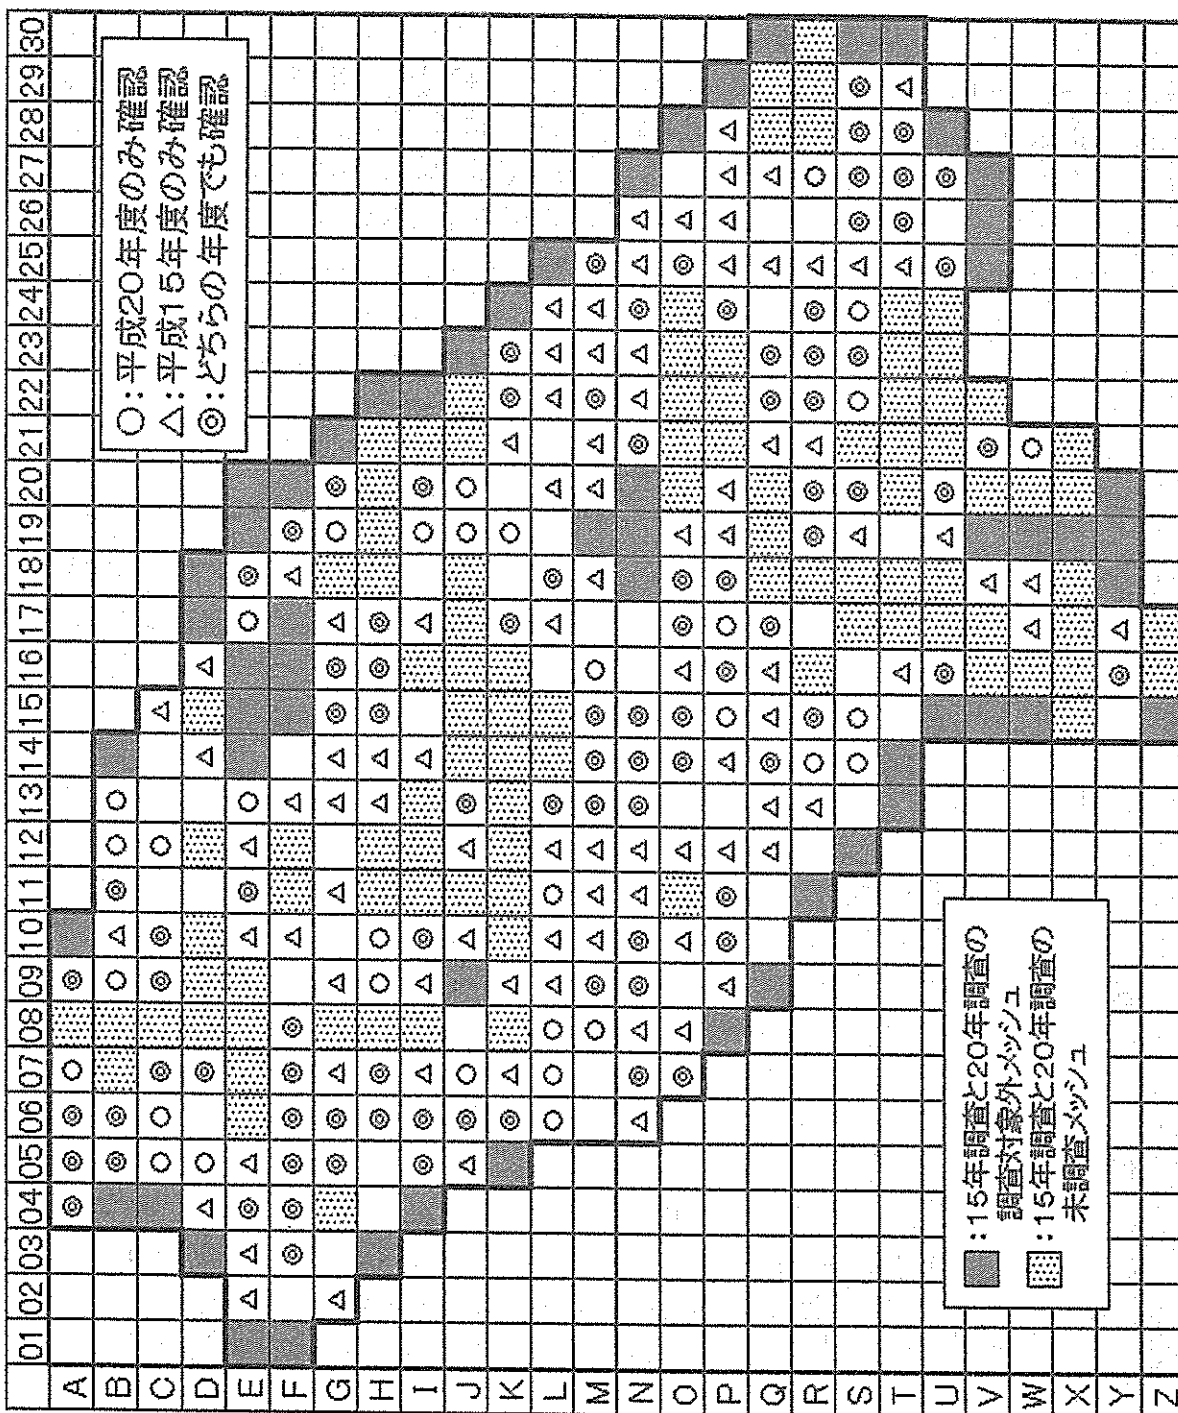 01 02 03 04 05 06 07 08 09 10 11 12 13 14 15 16 17 18 19 20 21 22 23 24 25 26 27 28 29 30
A
B
C
D
E
F
G
H
I
J
K
L
M
N
O
P
Q
R
S
T
U
V
W
X
Y
Z
○：平成20年度のみ確認
△：平成15年度のみ確認
◎：どちらの年度でも確認
：15年調査と20年調査の
調査対象外メッシュ
：15年調査と20年調査の
未調査メッシュ